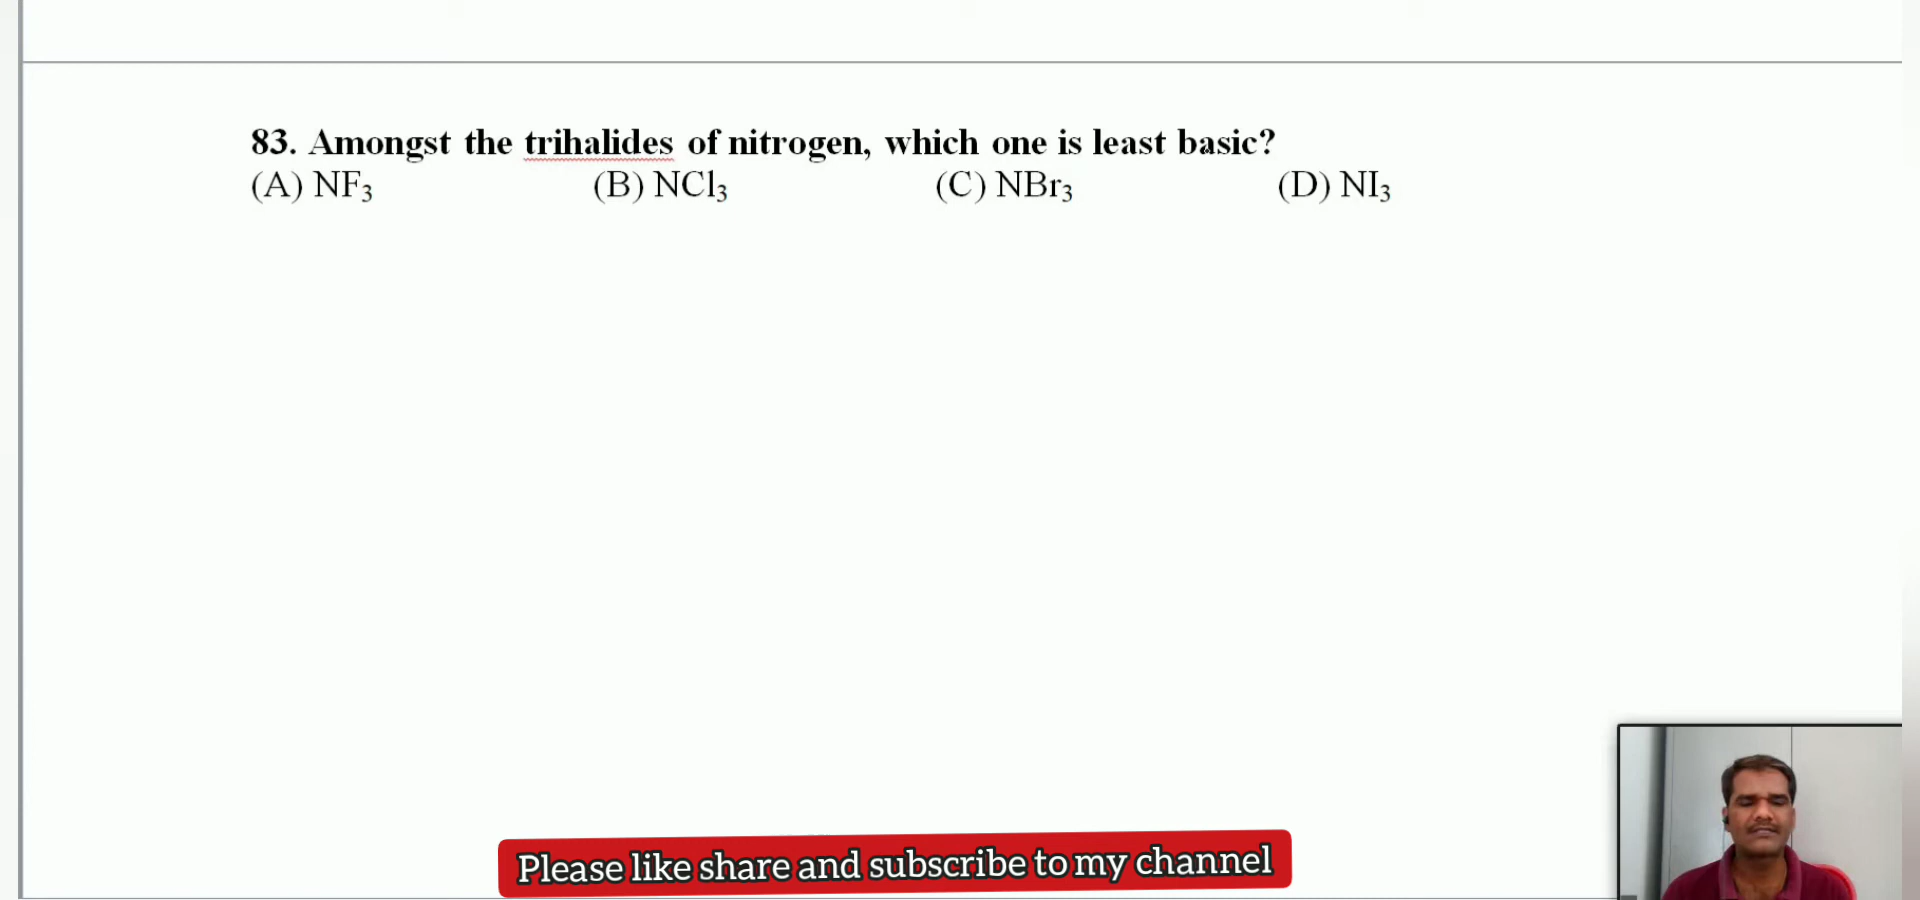 83. Amongst the trihalides of nitrogen, which one is least basic?
(A) NF₃ (B) NCl₃ (C) NBr₃ (D) NI₃
Please like share and subscribe to my channel